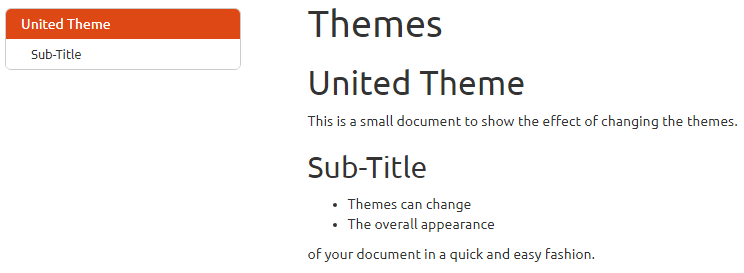 United Theme
Sub-Title
Themes
United Theme
This is a small document to show the effect of changing the themes.
Sub-Title
• Themes can change
• The overall appearance
of your document in a quick and easy fashion.